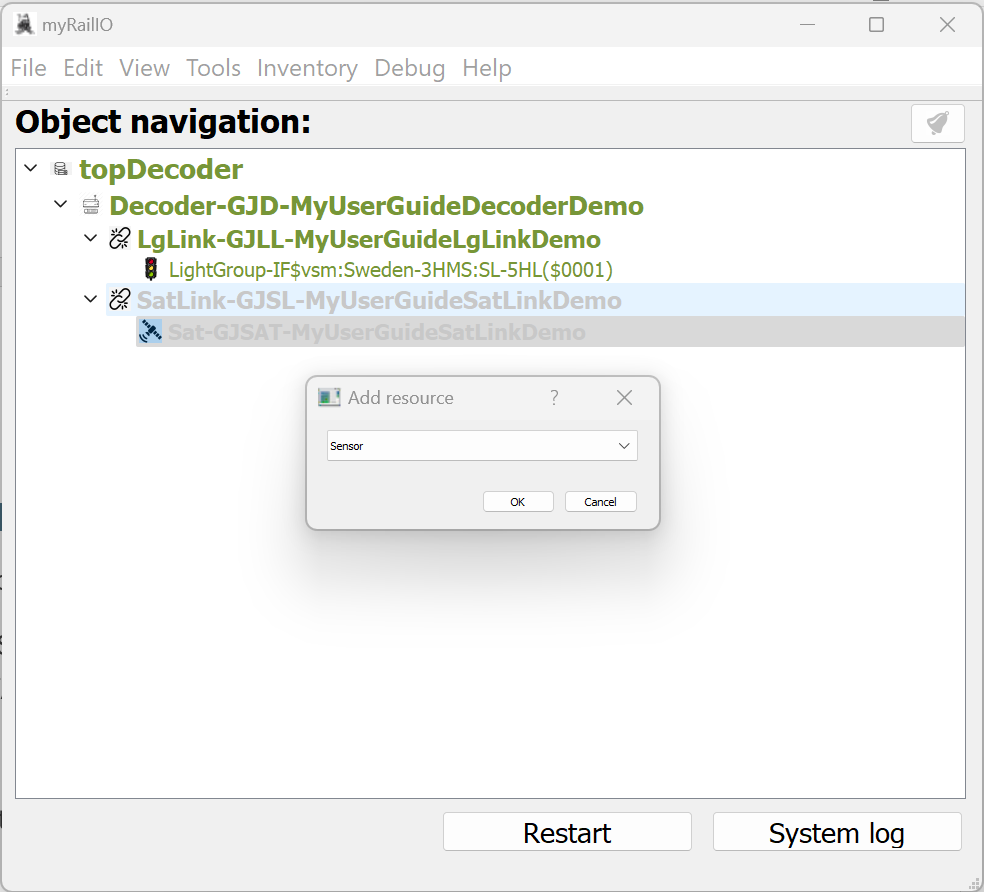 myRailIO
File Edit View Tools Inventory Debug Help
Object navigation:
topDecoder
Decoder-GJD-MyUserGuideDecoderDemo
LgLink-GJLL-MyUserGuideLgLinkDemo
LightGroup-IF$vsm:Sweden-3HMS:SL-5HL($0001)
SatLink-GJSL-MyUserGuideSatLinkDemo
Sat-GJSAT-MyUserGuideSatLinkDemo
Add resource ?
Sensor
OK Cancel
Restart System log